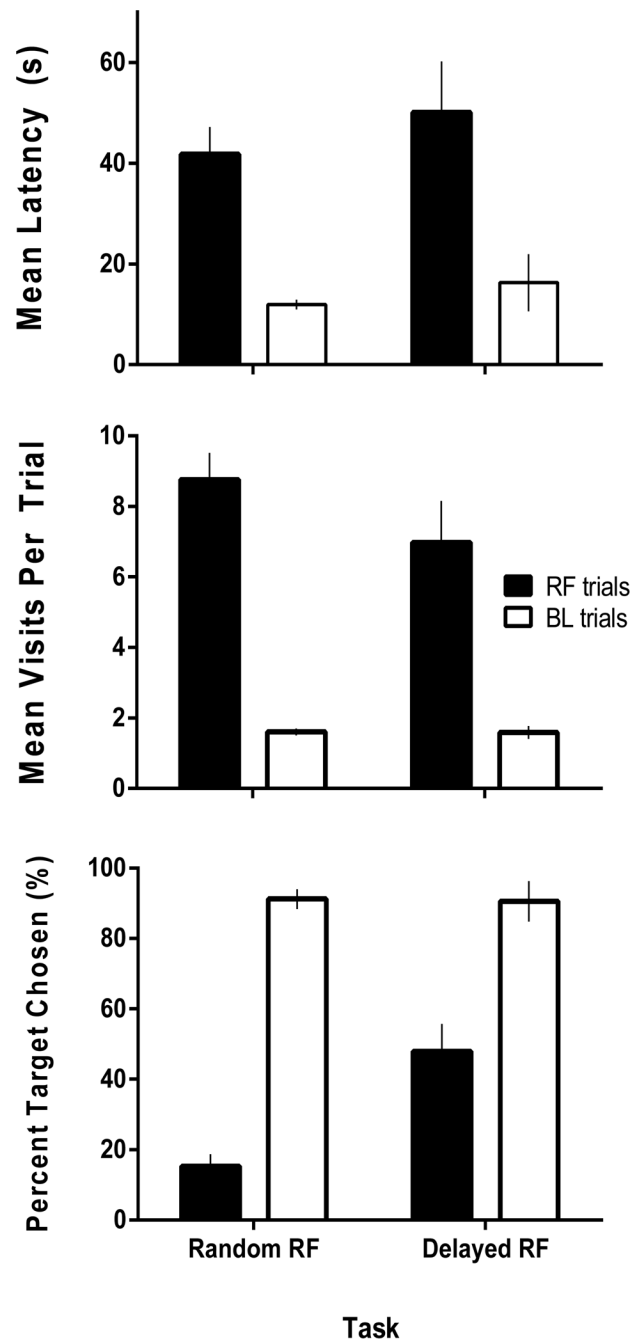 Mean Latency (s)
60
40
20
0
Mean Visits Per Trial
10
8
6
4
2
0
RF trials
BL trials
Percent Target Chosen (%)
100
80
60
40
20
0
Random RF
Delayed RF
Task